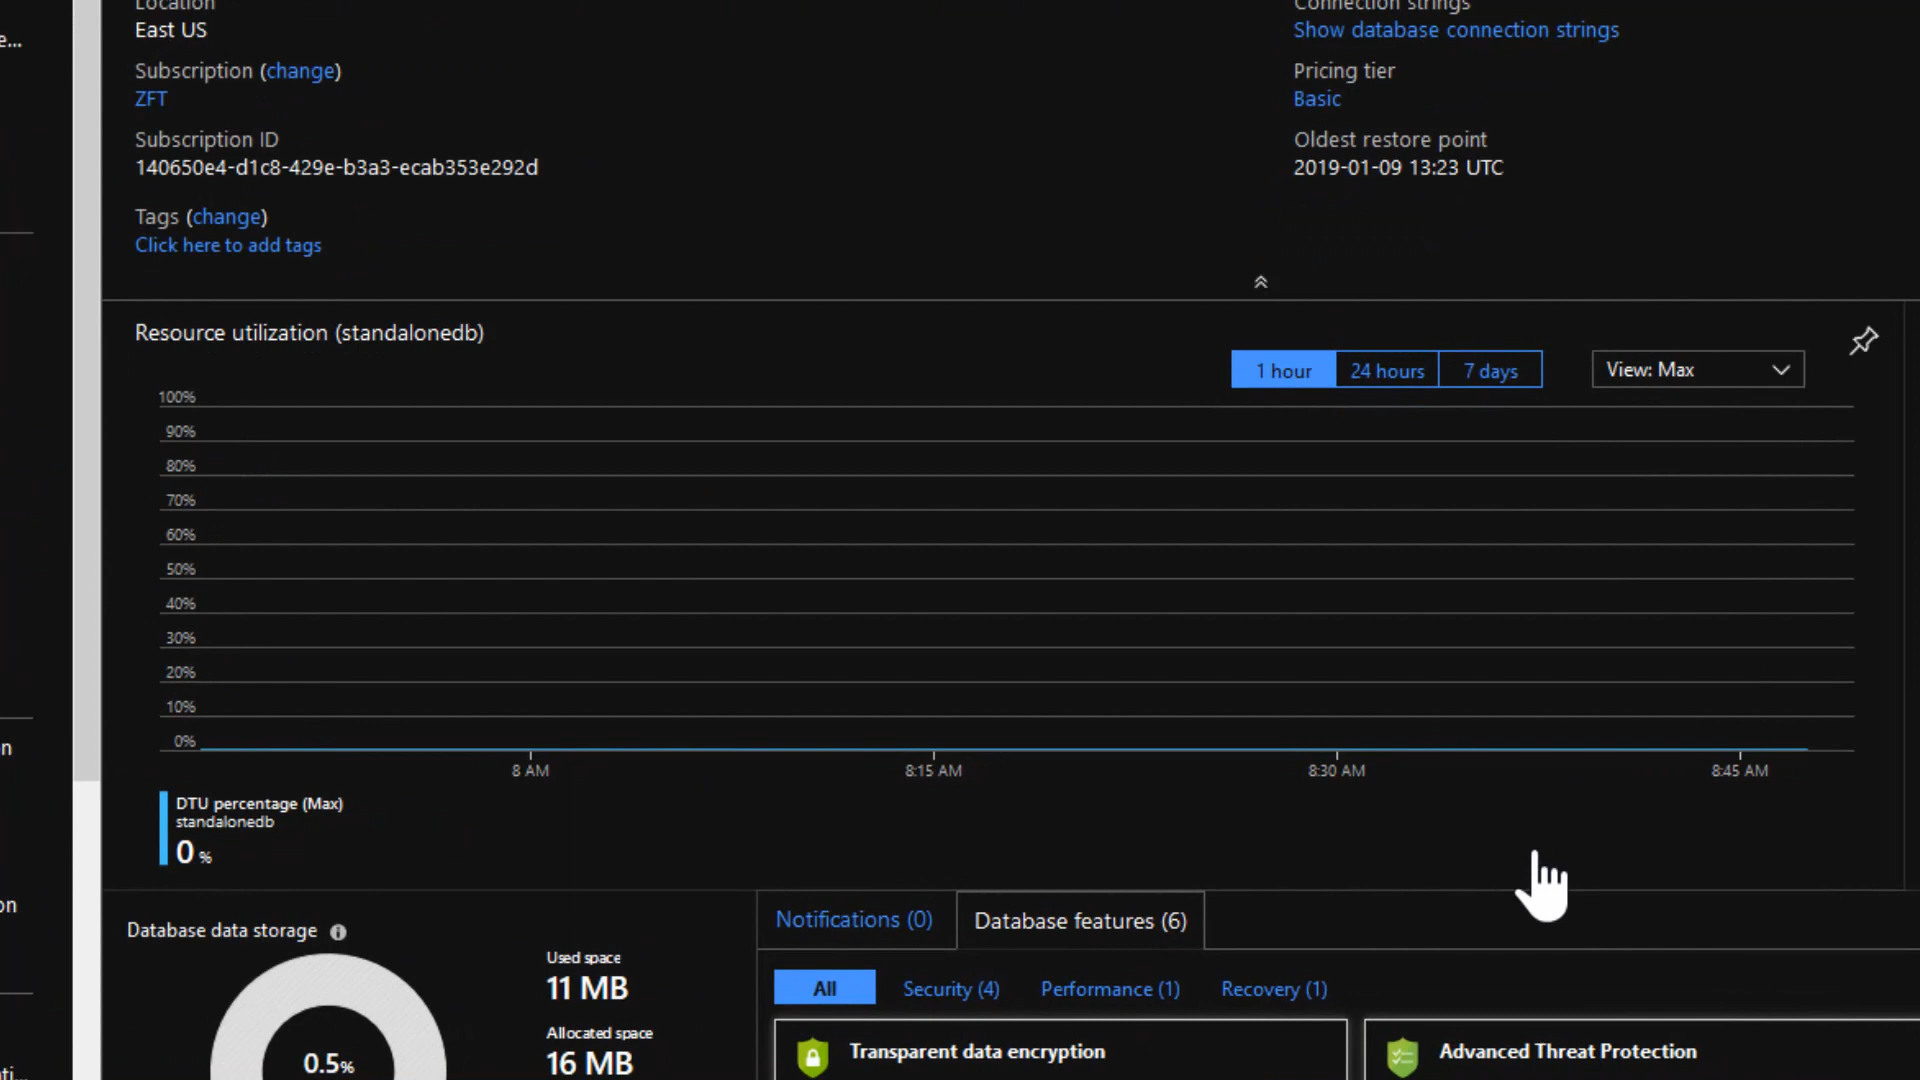 Location
East US
Subscription (change)
ZFT
Subscription ID
140650e4-d1c8-429e-b3a3-ecab353e292d
Tags (change)
Click here to add tags
Connection strings
Show database connection strings
Pricing tier
Basic
Oldest restore point
2019-01-09 13:23 UTC
Resource utilization (standalonedb)
1 hour
24 hours
7 days
View: Max
100%
90%
80%
70%
60%
50%
40%
30%
20%
10%
0%
8 AM
8:15 AM
8:30 AM
8:45 AM
DTU percentage (Max)
standalonedb
0 %
Database data storage
0.5%
Used space
11 MB
Allocated space
16 MB
Notifications (0)
Database features (6)
All
Security (4)
Performance (1)
Recovery (1)
Transparent data encryption
Advanced Threat Protection